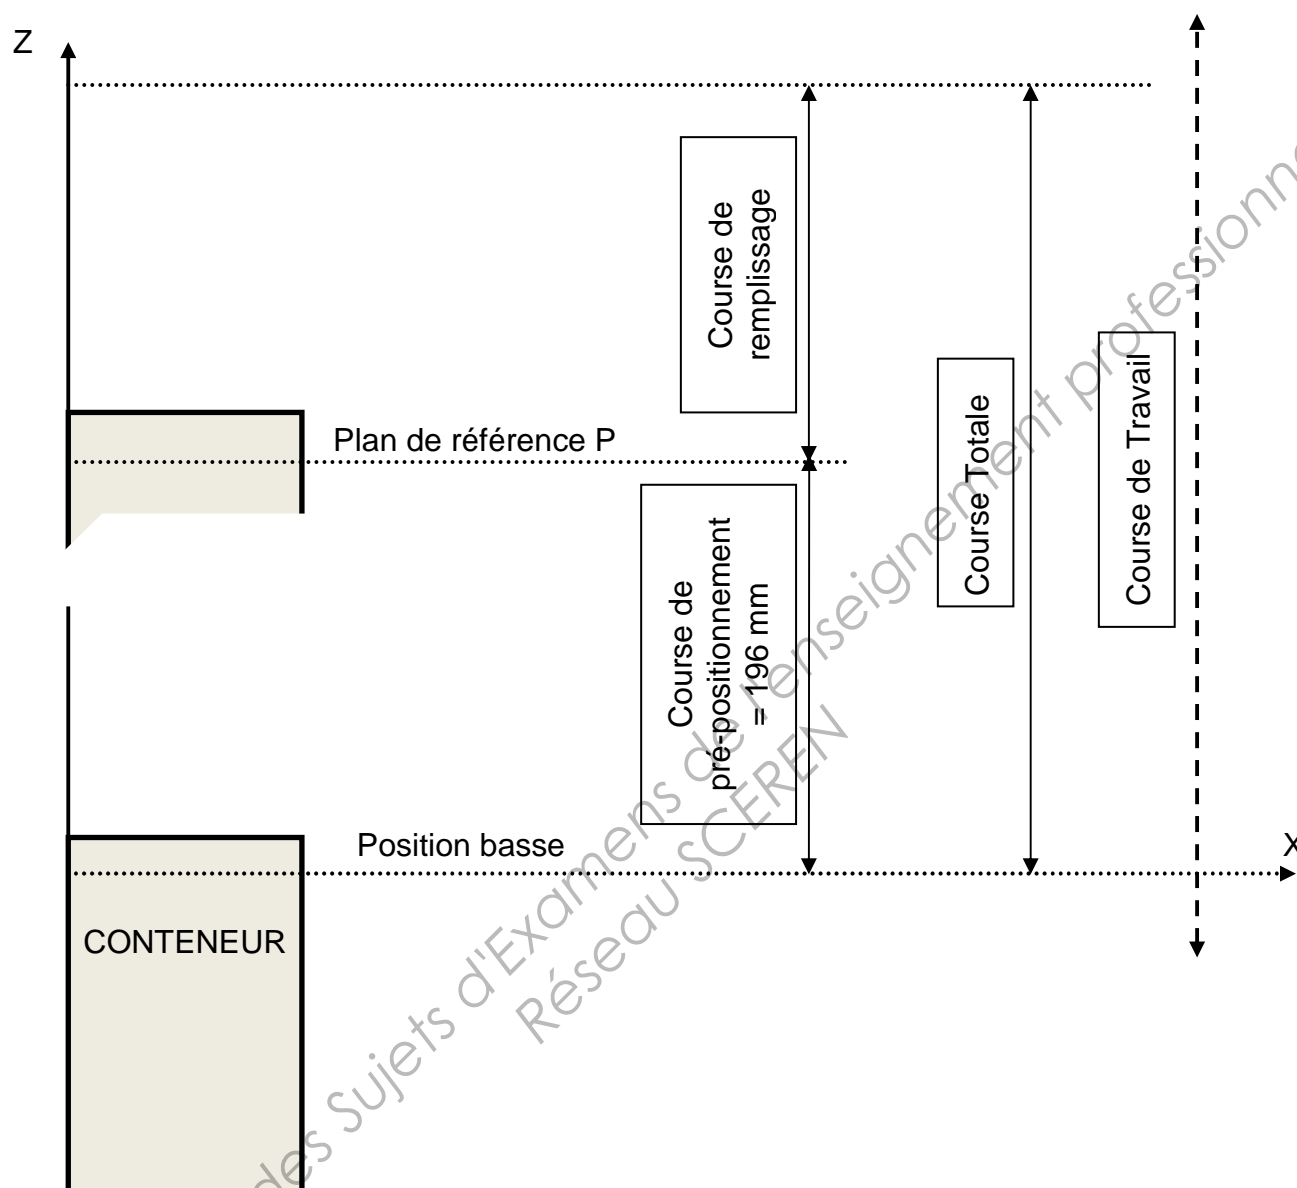 Z
Course de
remplissage
Plan de référence P
Course Totale
Course de Travail
Course de
pré-positionnement
= 196 mm
Position basse
X
CONTENEUR
des Sujets d'Examens de l'enseignement professionne
Réseau SCEREN